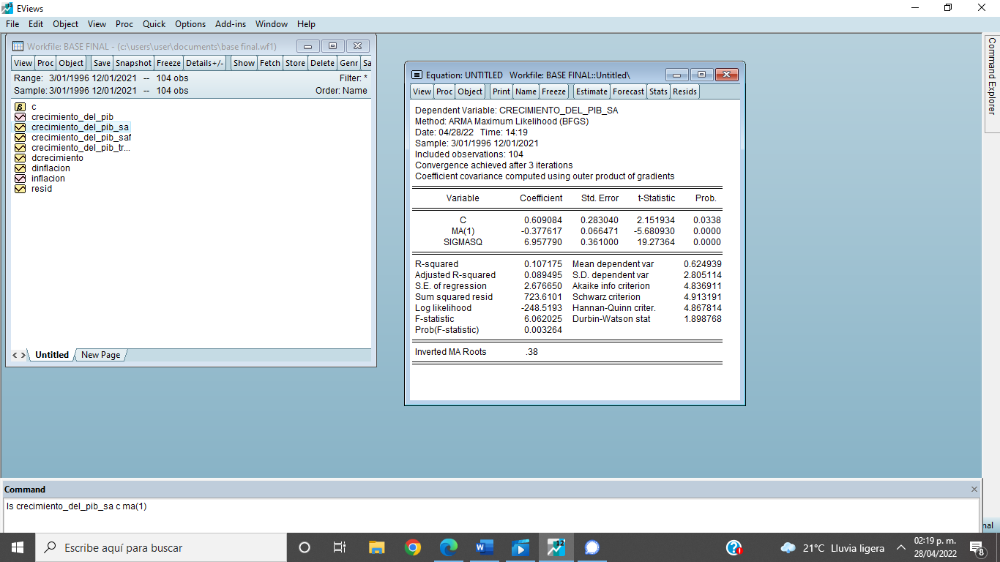 EViews
File Edit Object View Proc Quick Options Add-ins Window Help
Workfile: BASE FINAL - (c:\users\user\documents\base final.wf1)
View Proc Object Save Snapshot Freeze Details+/- Show Fetch Store Delete Genr Sa
Range: 3/01/1996 12/01/2021 -- 104 obs Filter: *
Sample: 3/01/1996 12/01/2021 -- 104 obs Order: Name
β c
crecimiento_del_pib
crecimiento_del_pib_sa
crecimiento_del_pib_saf
crecimiento_del_pib_tr...
dcrecimiento
dinflacion
inflacion
resid
< > Untitled New Page
Equation: UNTITLED Workfile: BASE FINAL::Untitled\
View Proc Object Print Name Freeze Estimate Forecast Stats Resids
Dependent Variable: CRECIMIENTO_DEL_PIB_SA
Method: ARMA Maximum Likelihood (BFGS)
Date: 04/28/22 Time: 14:19
Sample: 3/01/1996 12/01/2021
Included observations: 104
Convergence achieved after 3 iterations
Coefficient covariance computed using outer product of gradients
Variable Coefficient Std. Error t-Statistic Prob.
C 0.609084 0.283040 2.151934 0.0338
MA(1) -0.377617 0.066471 -5.680930 0.0000
SIGMASQ 6.957790 0.361000 19.27364 0.0000
R-squared 0.107175 Mean dependent var 0.624939
Adjusted R-squared 0.089495 S.D. dependent var 2.805114
S.E. of regression 2.676650 Akaike info criterion 4.836911
Sum squared resid 723.6101 Schwarz criterion 4.913191
Log likelihood -248.5193 Hannan-Quinn criter. 4.867814
F-statistic 6.062025 Durbin-Watson stat 1.898768
Prob(F-statistic) 0.003264
Inverted MA Roots .38
Command Explorer
Command
ls crecimiento_del_pib_sa c ma(1)
nal
Escribe aquí para buscar
12
21°C Lluvia ligera
02:19 p. m.
28/04/2022
8